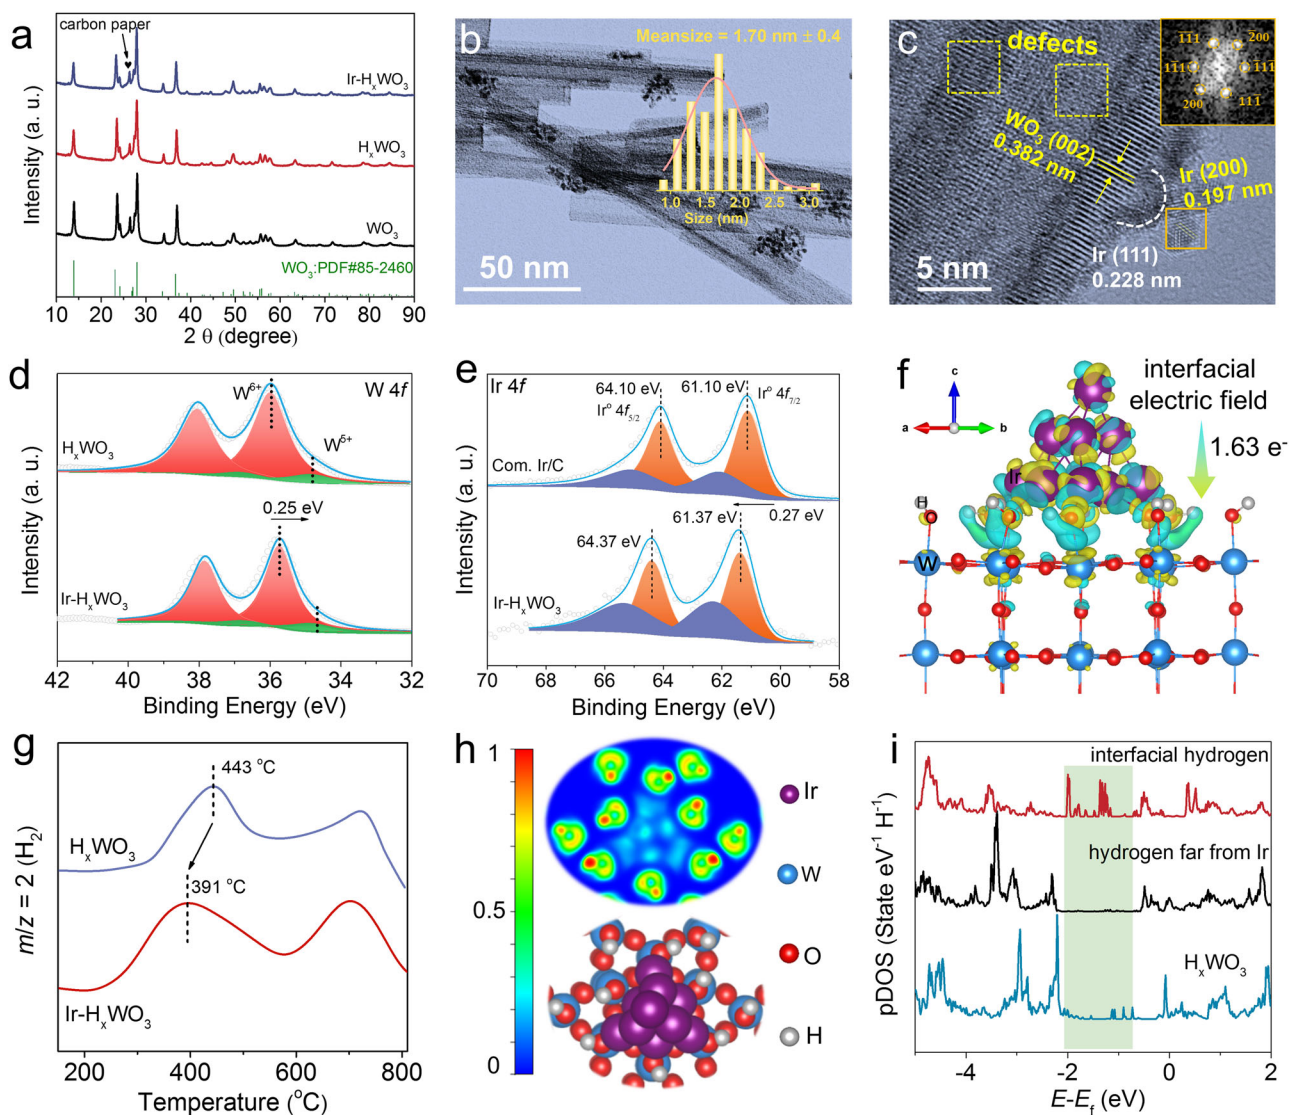 a
carbon paper
Ir-HₓWO₃
HₓWO₃
WO₃
WO₃:PDF#85-2460
Intensity (a. u.)
10 20 30 40 50 60 70 80 90
2 θ (degree)
b
Meansize = 1.70 nm ± 0.4
1.0 1.5 2.0 2.5 3.0
Size (nm)
50 nm
c
defects
WO₃ (002)
0.382 nm
Ir (200)
0.197 nm
Ir (111)
0.228 nm
5 nm
200
111
200
d
W 4f
W⁶⁺
W^δ+
HₓWO₃
0.25 eV
Ir-HₓWO₃
Intensity (a. u.)
42 40 38 36 34 32
Binding Energy (eV)
e
Ir 4f
64.10 eV
61.10 eV
Ir⁰ 4f₅/₂
Ir⁰ 4f₇/₂
Com. Ir/C
61.37 eV
0.27 eV
64.37 eV
Ir-HₓWO₃
Intensity (a. u.)
70 68 66 64 62 60 58
Binding Energy (eV)
f
interfacial
electric field
1.63 e⁻
c
a
b
Ir
H
O
W
g
443 °C
HₓWO₃
391 °C
Ir-HₓWO₃
m/z = 2 (H₂)
200 400 600 800
Temperature (°C)
h
1
0.5
0
Ir
W
O
H
i
interfacial hydrogen
hydrogen far from Ir
HₓWO₃
pDOS (State eV⁻¹ H⁻¹)
-4 -2 0 2
E-E_f (eV)